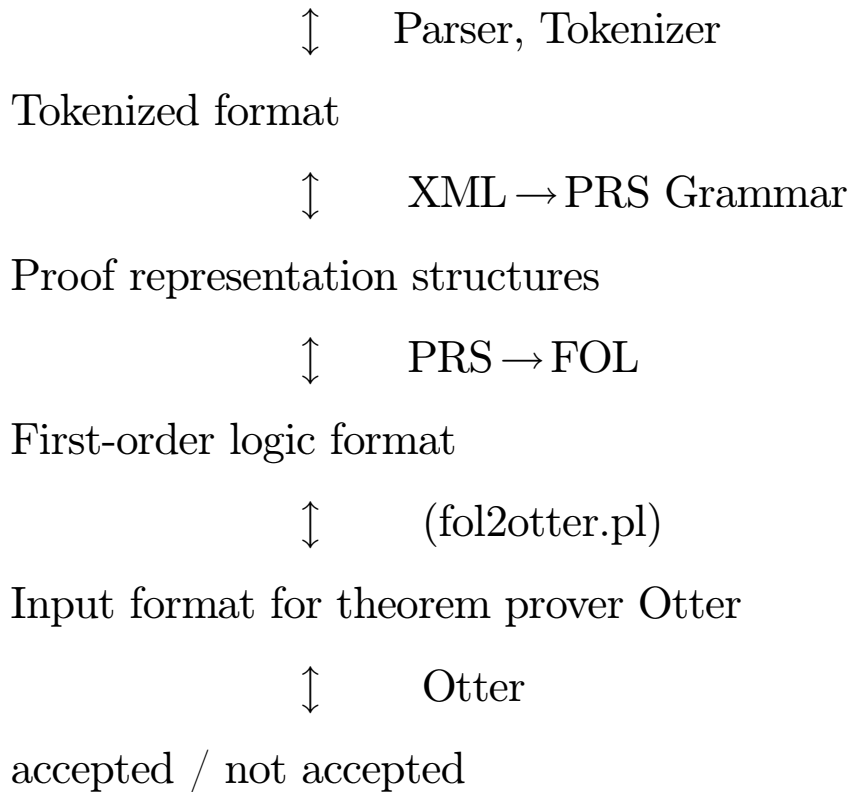 ↕ Parser, Tokenizer
Tokenized format
↕ XML→PRS Grammar
Proof representation structures
↕ PRS→FOL
First-order logic format
↕ (fol2otter.pl)
Input format for theorem prover Otter
↕ Otter
accepted / not accepted